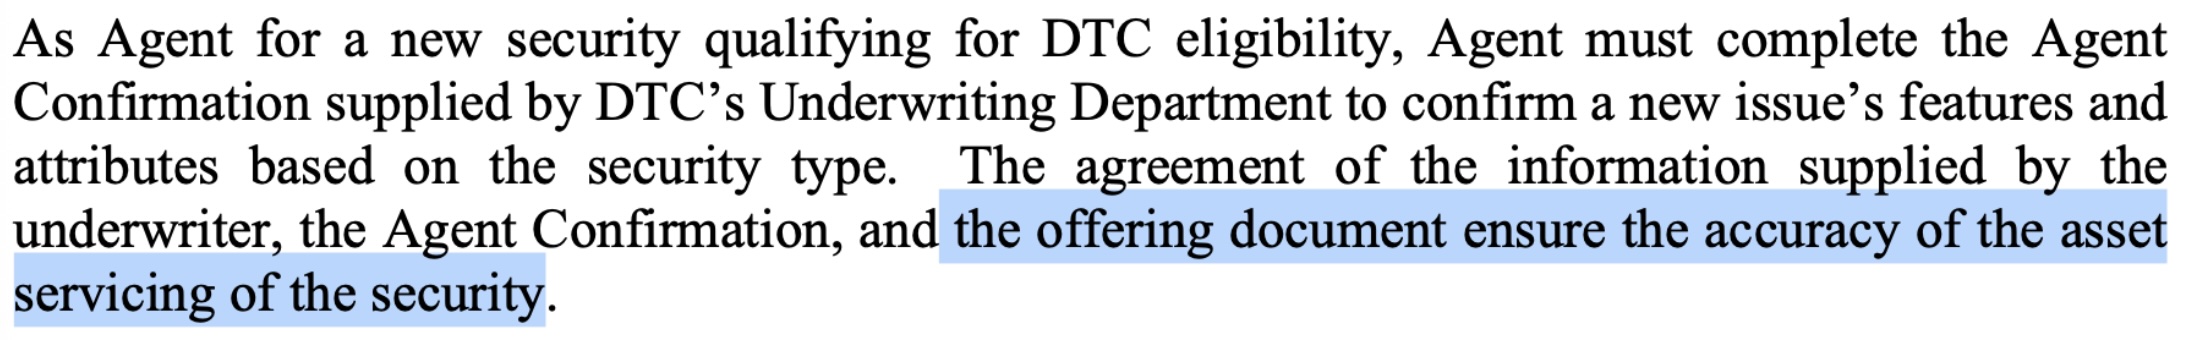 As Agent for a new security qualifying for DTC eligibility, Agent must complete the Agent
Confirmation supplied by DTC’s Underwriting Department to confirm a new issue’s features and
attributes based on the security type.  The agreement of the information supplied by the
underwriter, the Agent Confirmation, and the offering document ensure the accuracy of the asset
servicing of the security.